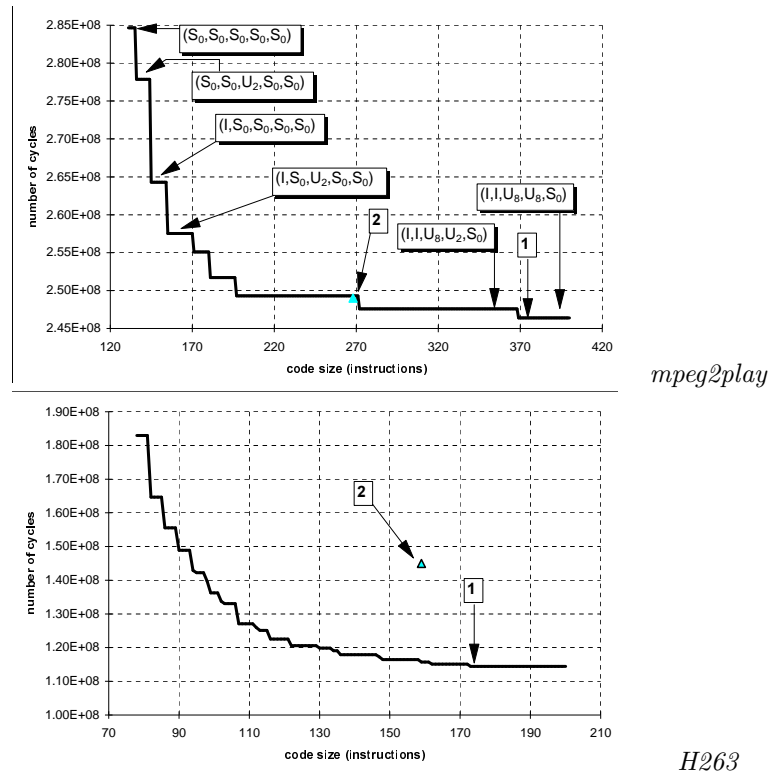 2.85E+08
2.80E+08
2.75E+08
2.70E+08
2.65E+08
2.60E+08
2.55E+08
2.50E+08
2.45E+08
number of cycles
(S₀,S₀,S₀,S₀,S₀)
(S₀,S₀,U₂,S₀,S₀)
(I,S₀,S₀,S₀,S₀)
(I,S₀,U₂,S₀,S₀)
(I,I,U₈,U₈,S₀)
2
(I,I,U₈,U₂,S₀)
1
120 170 220 270 320 370 420
code size (instructions)
mpeg2play
1.90E+08
1.80E+08
1.70E+08
1.60E+08
1.50E+08
1.40E+08
1.30E+08
1.20E+08
1.10E+08
1.00E+08
number of cycles
2
1
70 90 110 130 150 170 190 210
code size (instructions)
H263